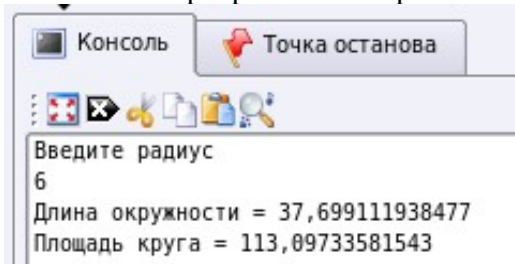 Консоль
Точка останова
Введите радиус
6
Длина окружности = 37,699111938477
Площадь круга = 113,09733581543